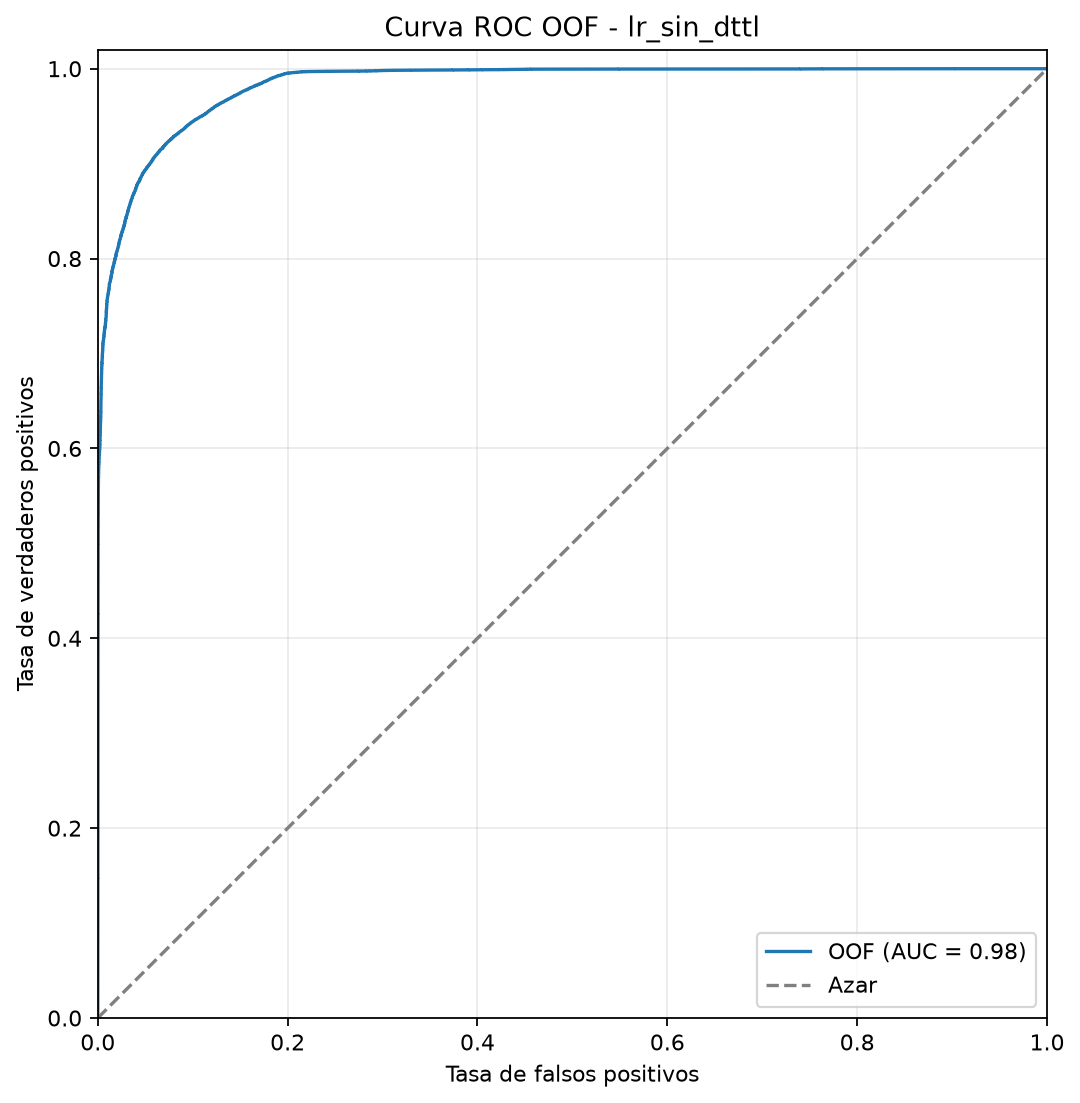 Curva ROC OOF - lr_sin_dttl
Tasa de verdaderos positivos
1.0
0.8
0.6
0.4
0.2
0.0
0.0 0.2 0.4 0.6 0.8 1.0
Tasa de falsos positivos
OOF (AUC = 0.98)
Azar